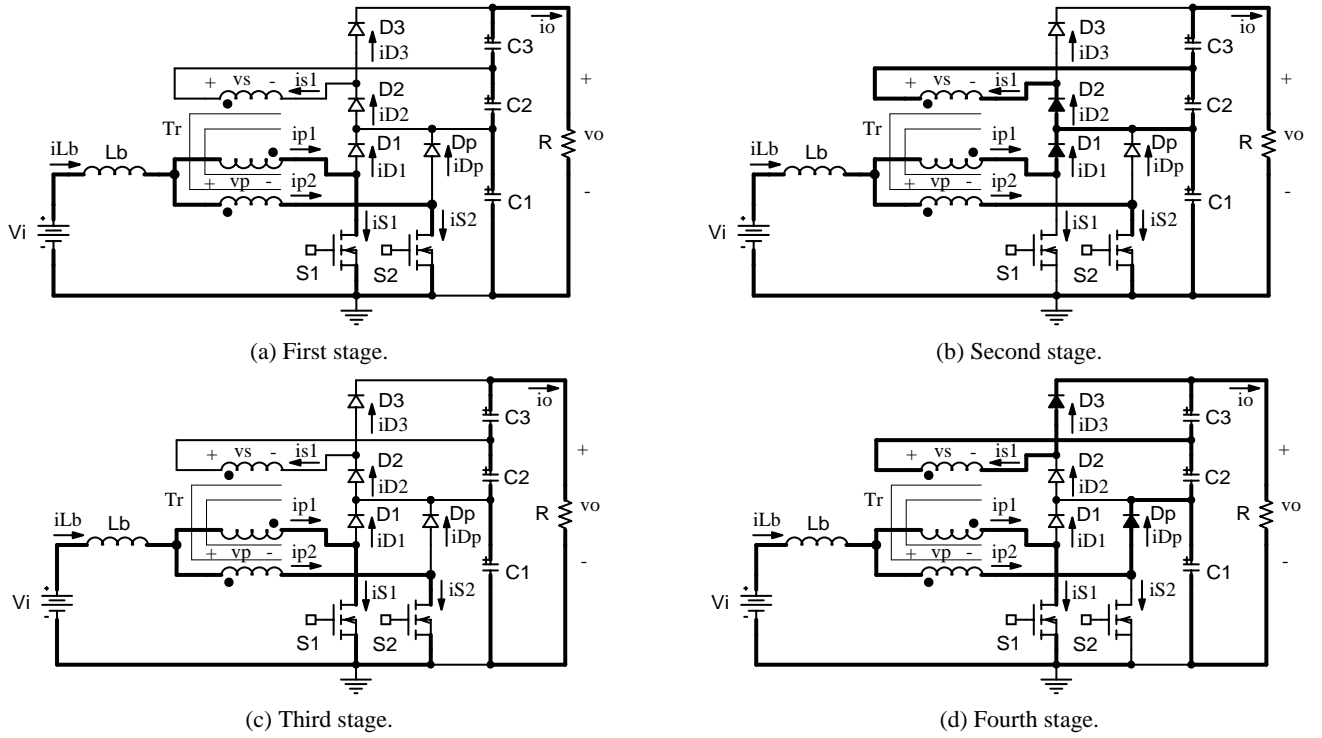 D3
iD3
C3
io
+ vs - is1
D2
iD2
C2
+
Tr
ip1
D1
iD1
Dp
iDp
R
vo
iLb
Lb
+ vp - ip2
-
C1
Vi
+
-
iS1
iS2
S1
S2
(a) First stage.
D3
iD3
C3
io
+ vs - is1
D2
iD2
C2
+
Tr
ip1
D1
iD1
Dp
iDp
R
vo
iLb
Lb
+ vp - ip2
-
C1
Vi
+
-
iS1
iS2
S1
S2
(b) Second stage.
D3
iD3
C3
io
+ vs - is1
D2
iD2
C2
+
Tr
ip1
D1
iD1
Dp
iDp
R
vo
iLb
Lb
+ vp - ip2
-
C1
Vi
+
-
iS1
iS2
S1
S2
(c) Third stage.
D3
iD3
C3
io
+ vs - is1
D2
iD2
C2
+
Tr
ip1
D1
iD1
Dp
iDp
R
vo
iLb
Lb
+ vp - ip2
-
C1
Vi
+
-
iS1
iS2
S1
S2
(d) Fourth stage.